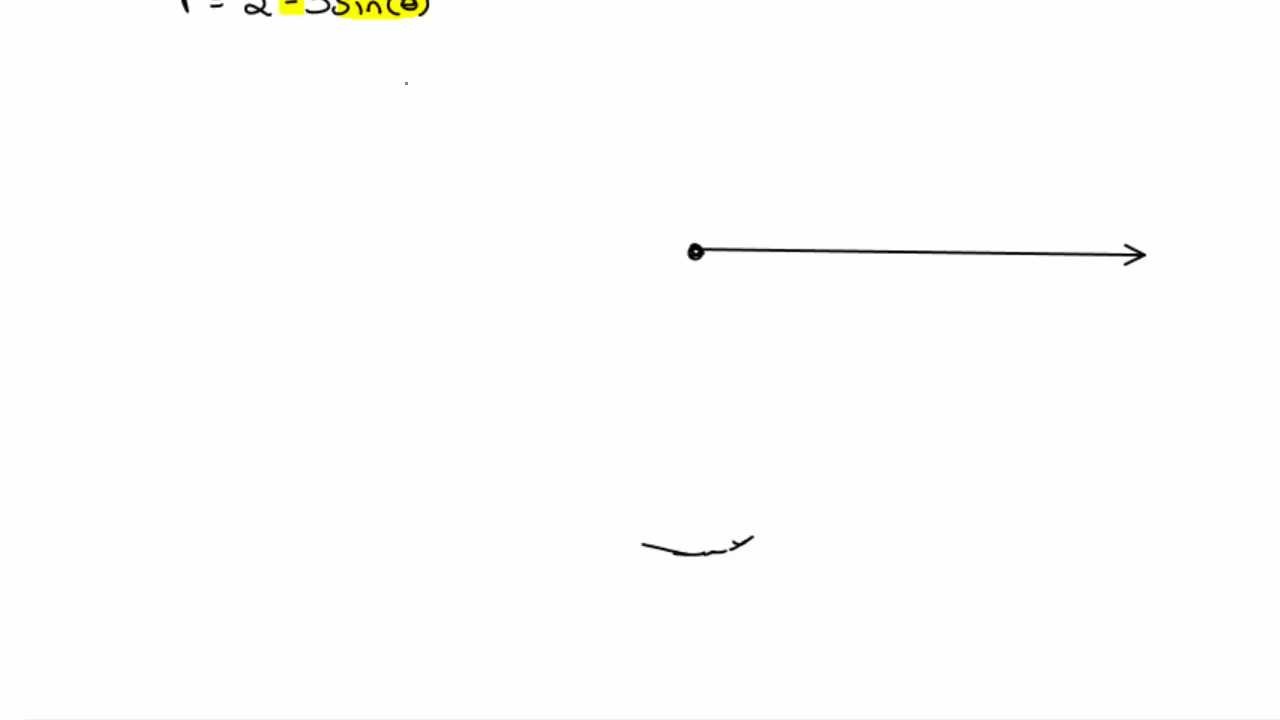 r = 2 - 3sin(θ)